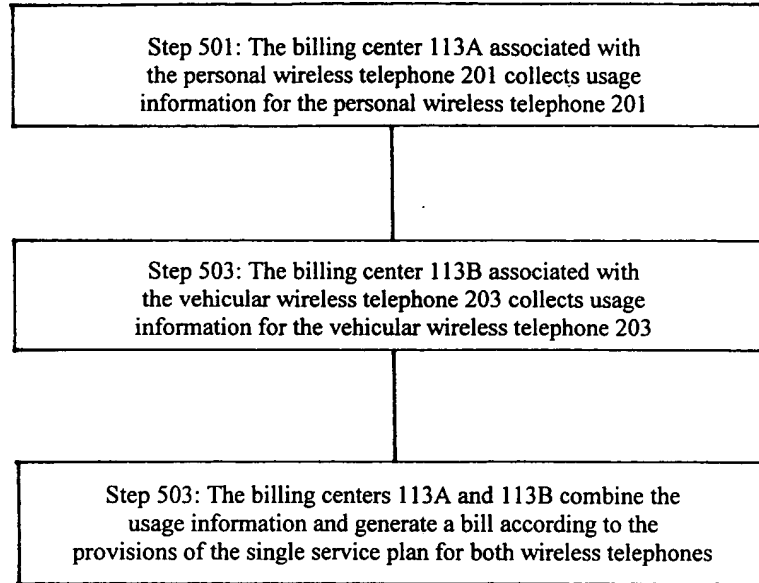 Step 501: The billing center 113A associated with
the personal wireless telephone 201 collects usage
information for the personal wireless telephone 201
Step 503: The billing center 113B associated with
the vehicular wireless telephone 203 collects usage
information for the vehicular wireless telephone 203
Step 503: The billing centers 113A and 113B combine the
usage information and generate a bill according to the
provisions of the single service plan for both wireless telephones